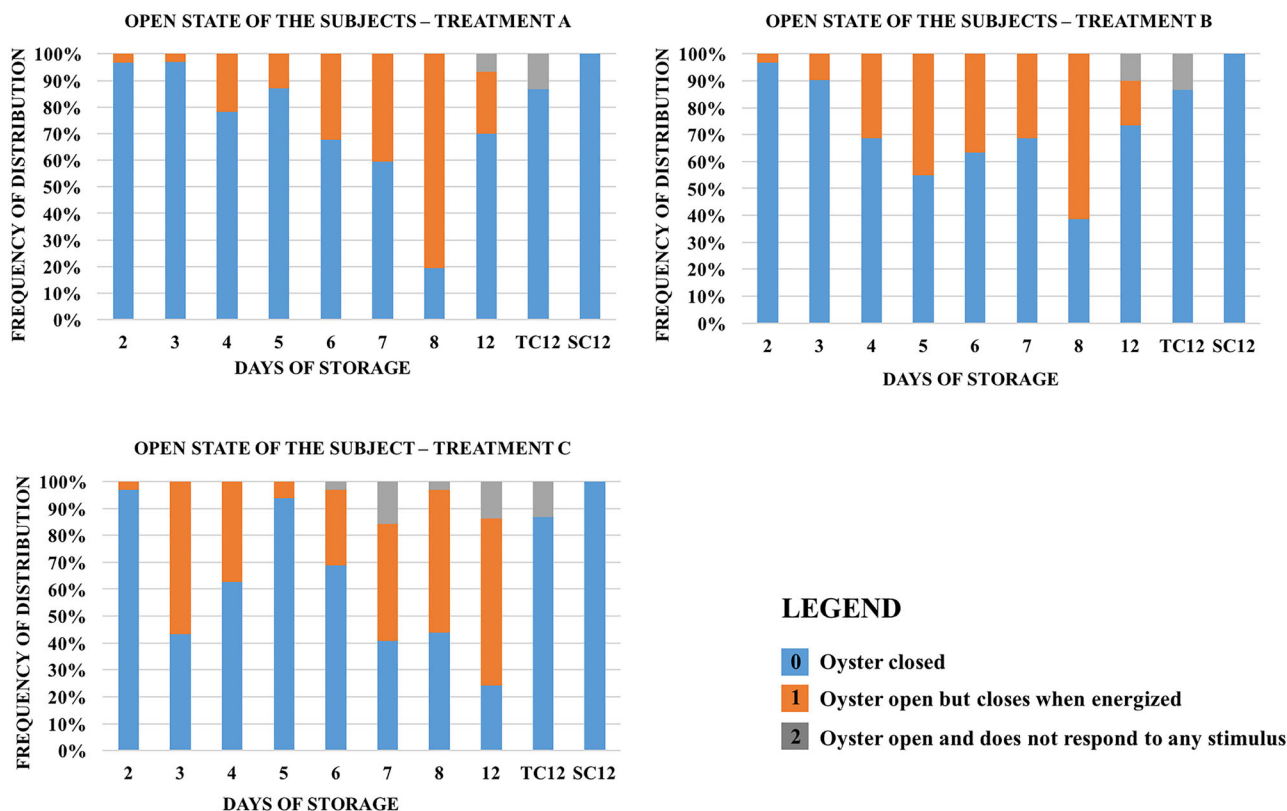 OPEN STATE OF THE SUBJECTS – TREATMENT A
FREQUENCY OF DISTRIBUTION
100%
90%
80%
70%
60%
50%
40%
30%
20%
10%
0%
2 3 4 5 6 7 8 12 TC12 SC12
DAYS OF STORAGE
OPEN STATE OF THE SUBJECTS – TREATMENT B
FREQUENCY OF DISTRIBUTION
100%
90%
80%
70%
60%
50%
40%
30%
20%
10%
0%
2 3 4 5 6 7 8 12 TC12 SC12
DAYS OF STORAGE
OPEN STATE OF THE SUBJECT – TREATMENT C
FREQUENCY OF DISTRIBUTION
100%
90%
80%
70%
60%
50%
40%
30%
20%
10%
0%
2 3 4 5 6 7 8 12 TC12 SC12
DAYS OF STORAGE
LEGEND
0 Oyster closed
1 Oyster open but closes when energized
2 Oyster open and does not respond to any stimulus